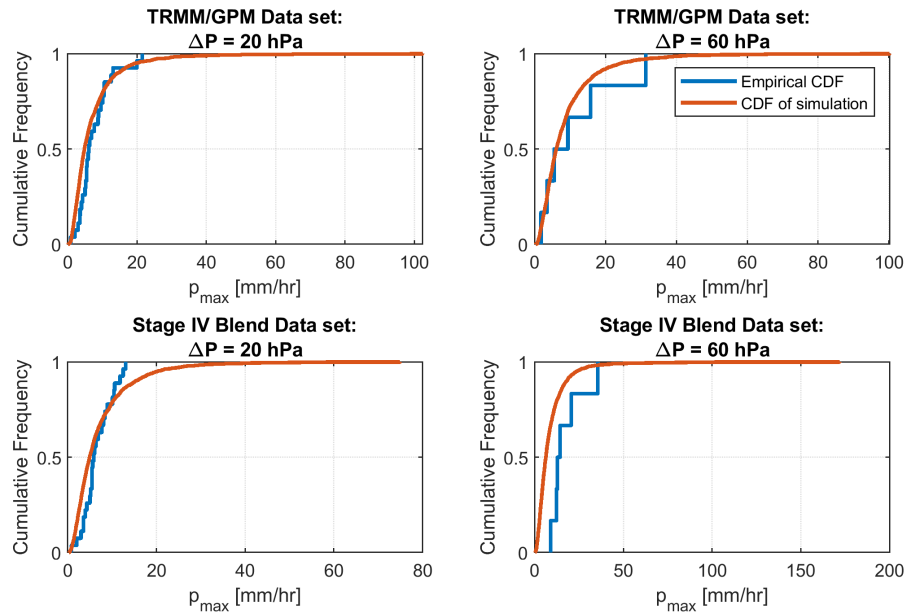 TRMM/GPM Data set:
ΔP = 20 hPa
Cumulative Frequency
1
0.5
0
0 20 40 60 80 100
p_max [mm/hr]
TRMM/GPM Data set:
ΔP = 60 hPa
Empirical CDF
CDF of simulation
Cumulative Frequency
1
0.5
0
0 20 40 60 80 100
p_max [mm/hr]
Stage IV Blend Data set:
ΔP = 20 hPa
Cumulative Frequency
1
0.5
0
0 20 40 60 80
p_max [mm/hr]
Stage IV Blend Data set:
ΔP = 60 hPa
Cumulative Frequency
1
0.5
0
0 50 100 150 200
p_max [mm/hr]